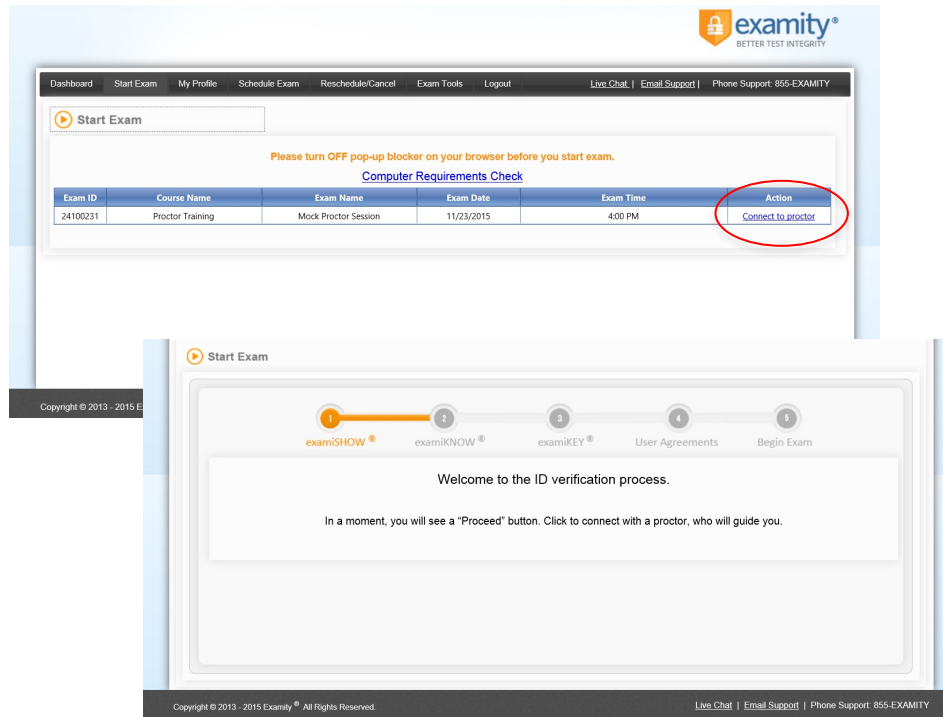 examity®
BETTER TEST INTEGRITY
Dashboard Start Exam My Profile Schedule Exam Reschedule/Cancel Exam Tools Logout Live Chat | Email Support | Phone Support: 855-EXAMITY
Start Exam
Please turn OFF pop-up blocker on your browser before you start exam.
Computer Requirements Check
Exam ID Course Name Exam Name Exam Date Exam Time Action
24100231 Proctor Training Mock Proctor Session 11/23/2015 4:00 PM Connect to proctor
Copyright © 2013 - 2015 E
Start Exam
1 2 3 4 5
examiSHOW ® examiKNOW ® examiKEY ® User Agreements Begin Exam
Welcome to the ID verification process.
In a moment, you will see a “Proceed” button. Click to connect with a proctor, who will guide you.
Copyright © 2013 - 2015 Examity ® All Rights Reserved. Live Chat | Email Support | Phone Support: 855-EXAMITY